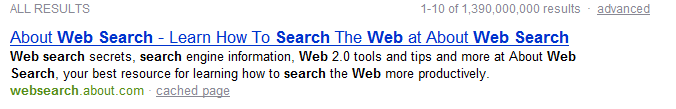 ALL RESULTS 1-10 of 1,390,000,000 results · advanced
About Web Search - Learn How To Search The Web at About Web Search
Web search secrets, search engine information, Web 2.0 tools and tips and more at About Web
Search, your best resource for learning how to search the Web more productively.
websearch.about.com · cached page